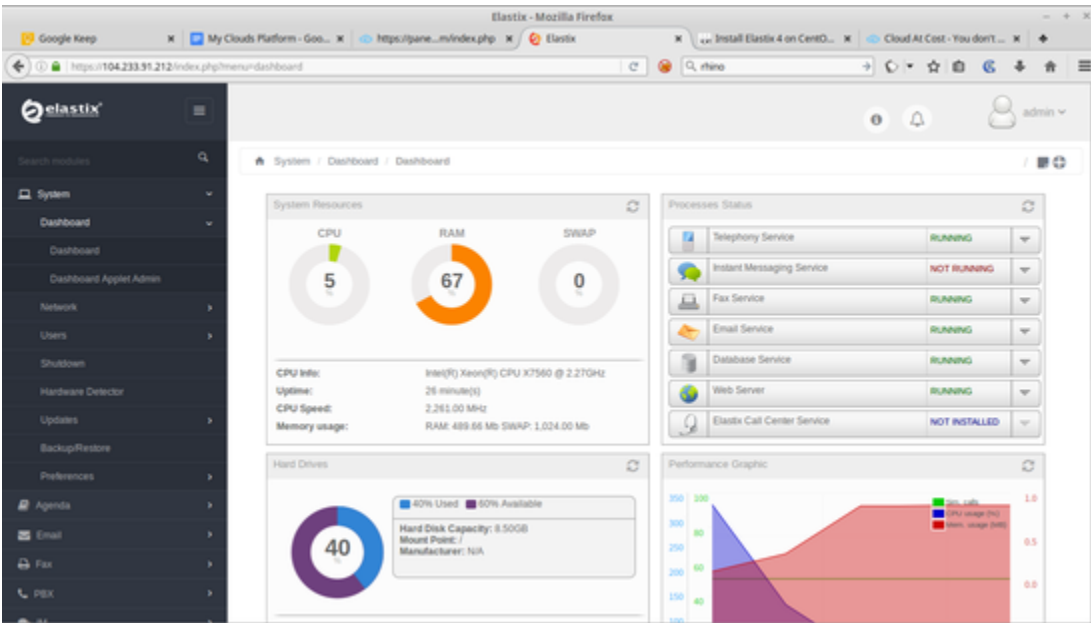 Elastix - Mozilla Firefox
Google Keep
My Clouds Platform - Goo...
https://pane...m/index.php
Elastix
Install Elastix 4 on CentO...
Cloud At Cost - You don't ...
https://104.233.91.212/index.php?menu=dashboard
rhino
elastix
admin
Search modules
System / Dashboard / Dashboard
System
Dashboard
Dashboard
Dashboard Applet Admin
Network
Users
Shutdown
Hardware Detector
Updates
Backup/Restore
Preferences
Agenda
Email
Fax
PBX
System Resources
CPU RAM SWAP
5 67 0
% % %
CPU Info: Intel(R) Xeon(R) CPU X7560 @ 2.27GHz
Uptime: 26 minute(s)
CPU Speed: 2,261.00 MHz
Memory usage: RAM: 489.66 Mb SWAP: 1,024.00 Mb
Processes Status
Telephony Service RUNNING
Instant Messaging Service NOT RUNNING
Fax Service RUNNING
Email Service RUNNING
Database Service RUNNING
Web Server RUNNING
Elastix Call Center Service NOT INSTALLED
Hard Drives
40% Used 60% Available
40
%
Hard Disk Capacity: 8.50GB
Mount Point: /
Manufacturer: N/A
Performance Graphic
350 100 1.0
Sim. calls
CPU usage (%)
Mem. usage (MB)
300
80
250 0.5
60
200
0.0
150
40
100